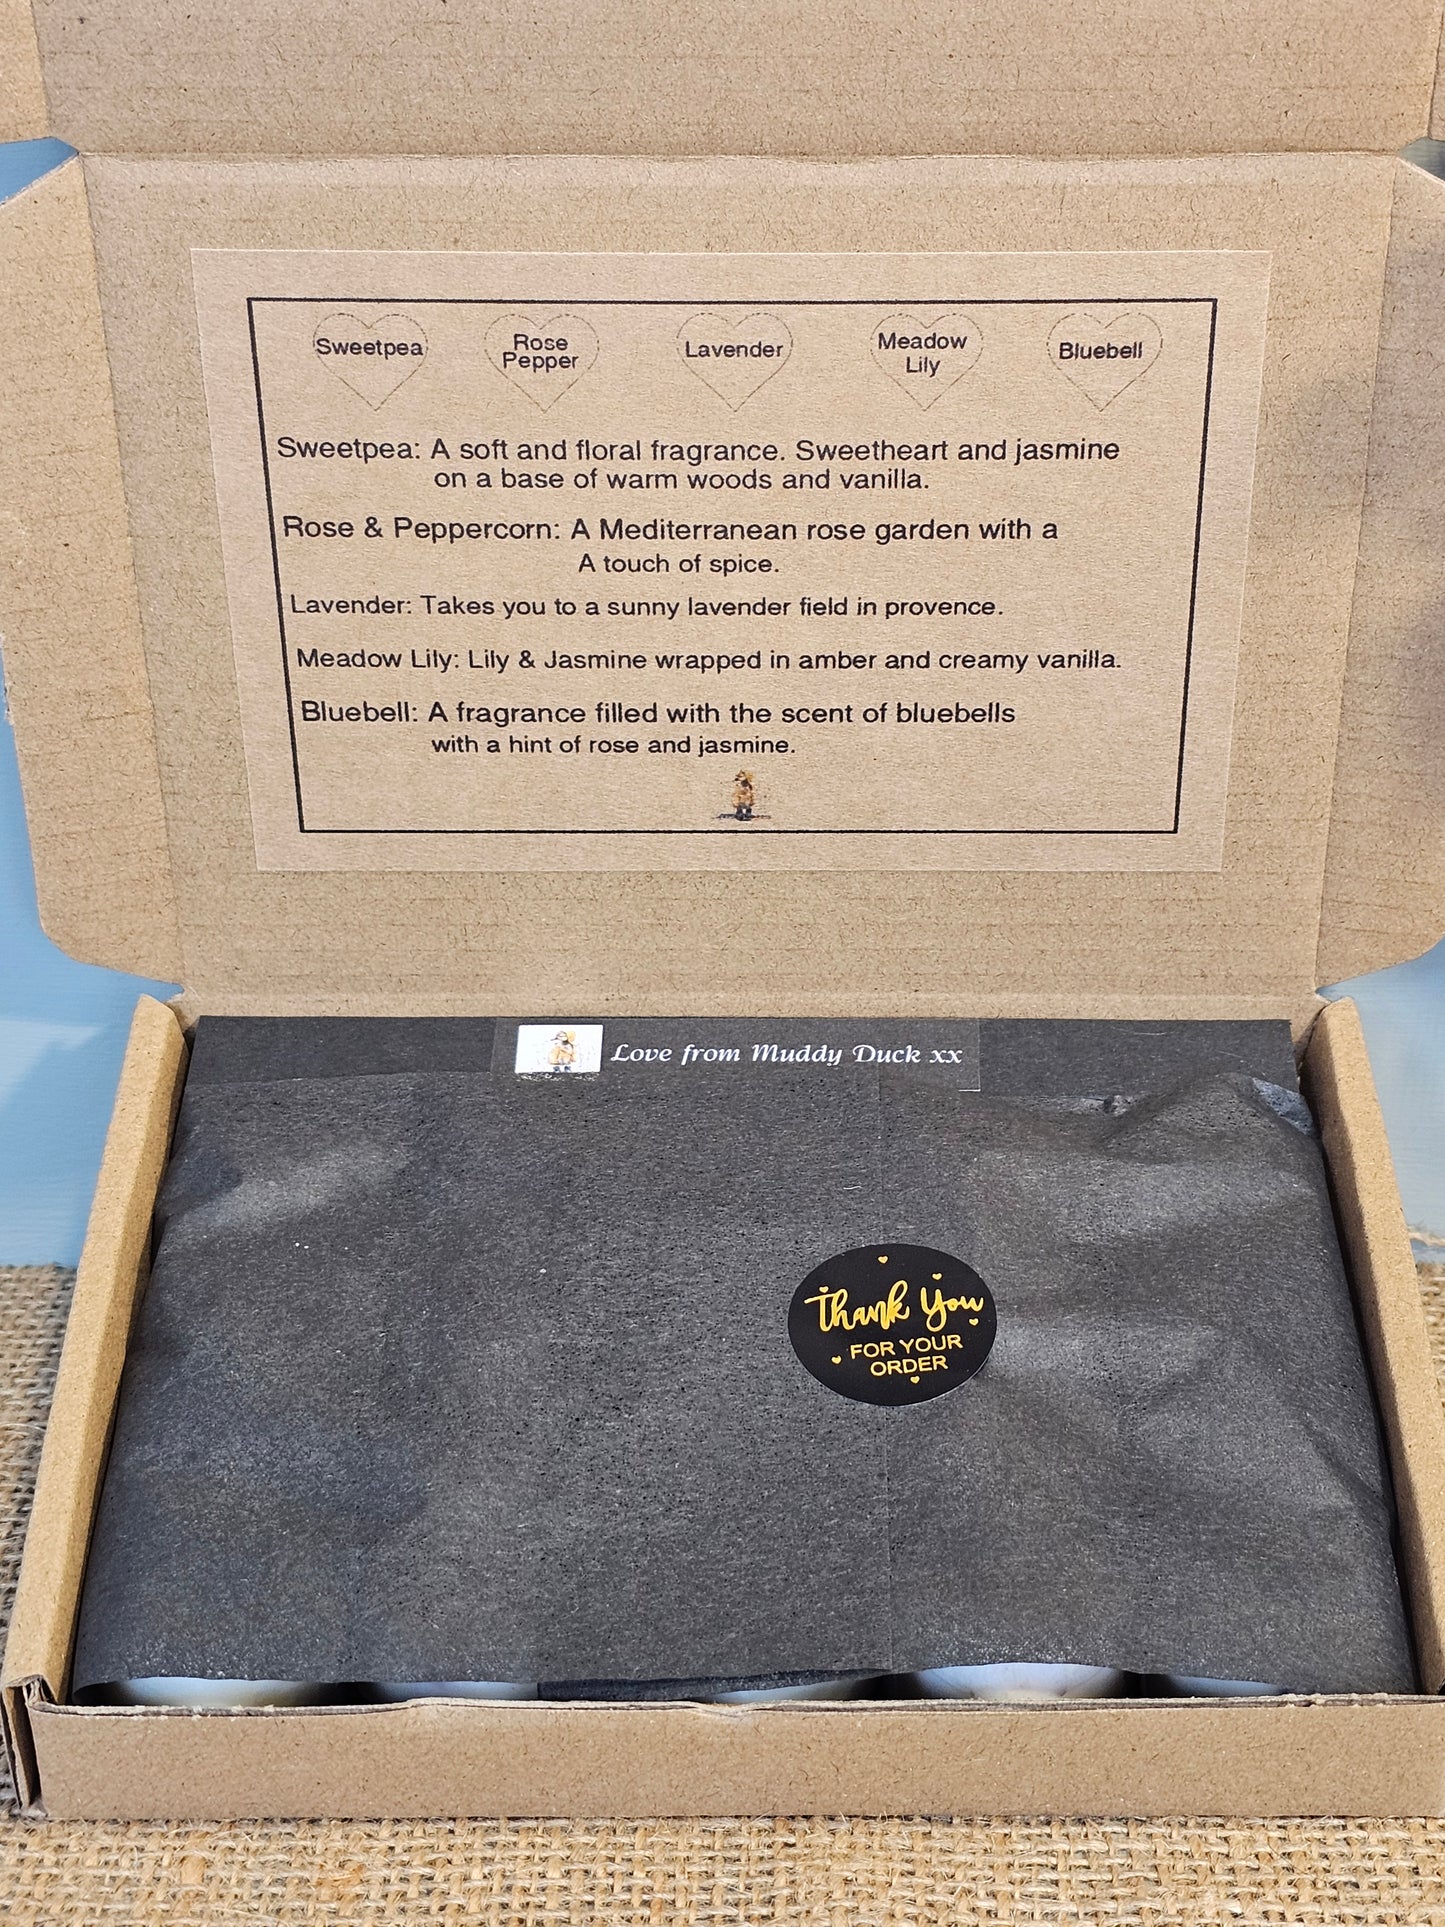 Sweetpea Rose Pepper Lavender Meadow Lily Bluebell
Sweetpea: A soft and floral fragrance. Sweetheart and jasmine
on a base of warm woods and vanilla.
Rose & Peppercorn: A Mediterranean rose garden with a
A touch of spice.
Lavender: Takes you to a sunny lavender field in provence.
Meadow Lily: Lily & Jasmine wrapped in amber and creamy vanilla.
Bluebell: A fragrance filled with the scent of bluebells
with a hint of rose and jasmine.
Love from Muddy Duck xx
Thank You
FOR YOUR
ORDER